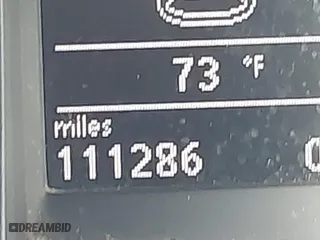 73 °F
miles
111286
DREAMBID